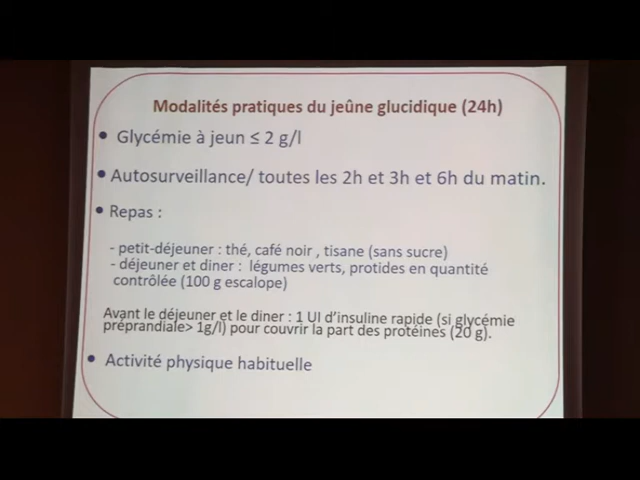 Modalités pratiques du jeûne glucidique (24h)
• Glycémie à jeun ≤ 2 g/l
• Autosurveillance/ toutes les 2h et 3h et 6h du matin.
• Repas :
- petit-déjeuner : thé, café noir , tisane (sans sucre)
- déjeuner et diner : légumes verts, protides en quantité
contrôlée (100 g escalope)
Avant le déjeuner et le diner : 1 UI d'insuline rapide (si glycémie
préprandiale> 1g/l) pour couvrir la part des protéines (20 g).
• Activité physique habituelle